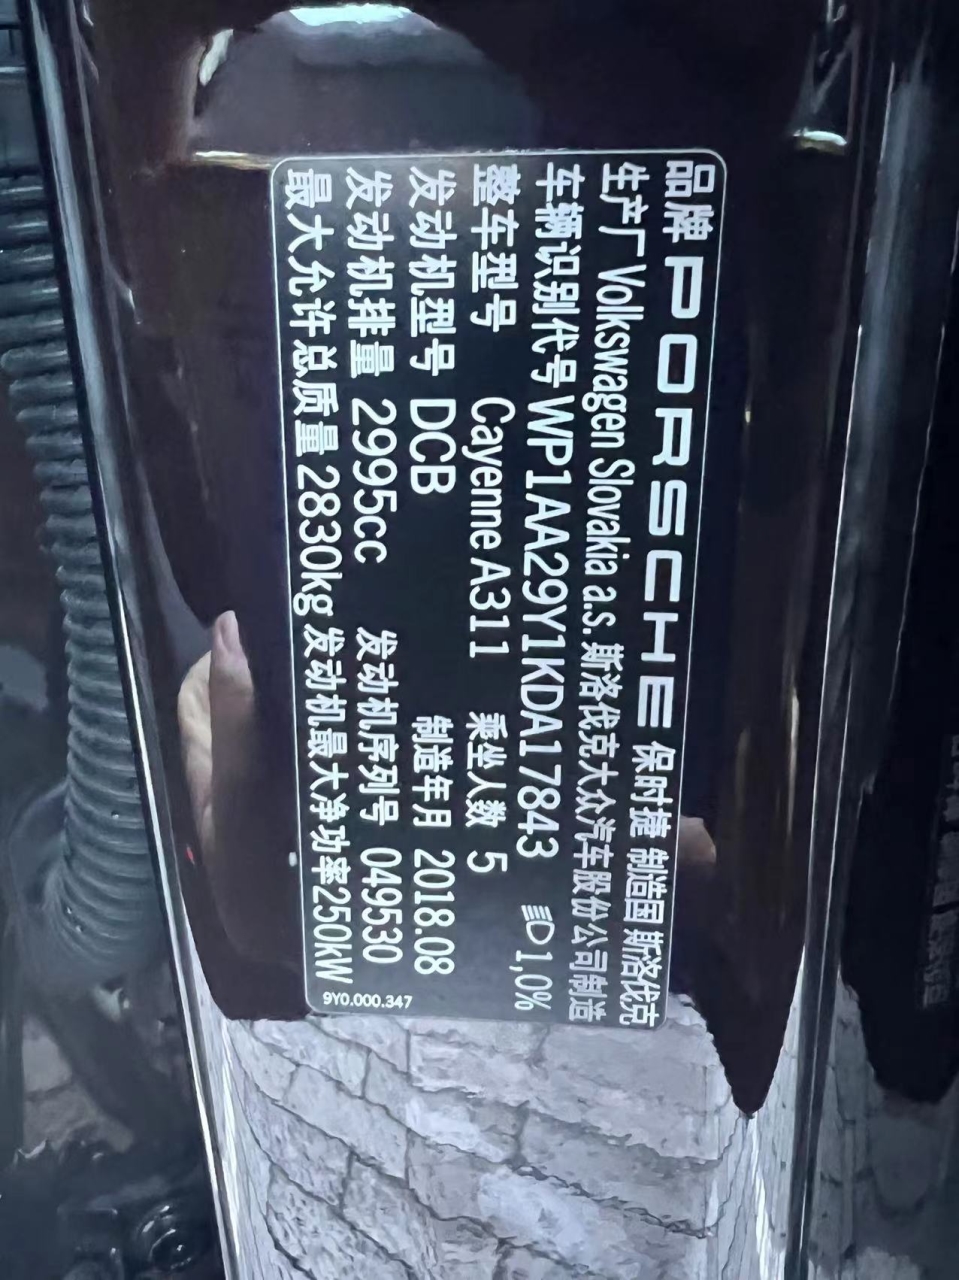 品牌 PORSCHE 保时捷 制造国 斯洛伐克
生产厂 Volkswagen Slovakia a.s. 斯洛伐克大众汽车股份公司制造
车辆识别代号 WP1AA29Y1KDA17843 1,0%
整车型号 Cayenne A311 乘坐人数 5
发动机型号 DCB 制造年月 2018.08
发动机排量 2995cc 发动机序列号 049530
最大允许总质量 2830kg 发动机最大净功率250kW
9Y0.000.347